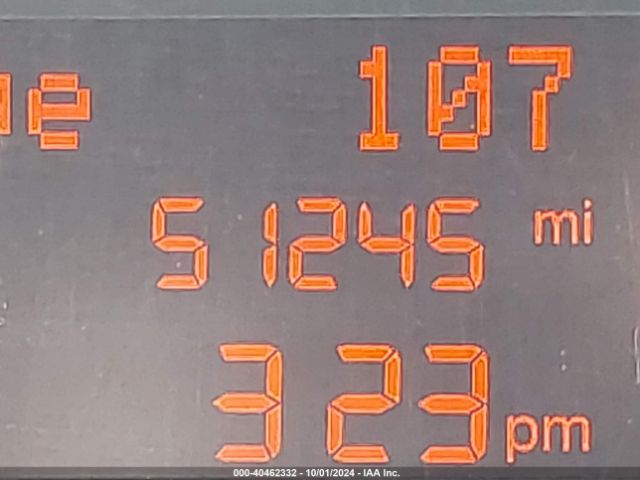 e 107
51245 mi
323 pm
000-40462332 - 10/01/2024 - IAA Inc.